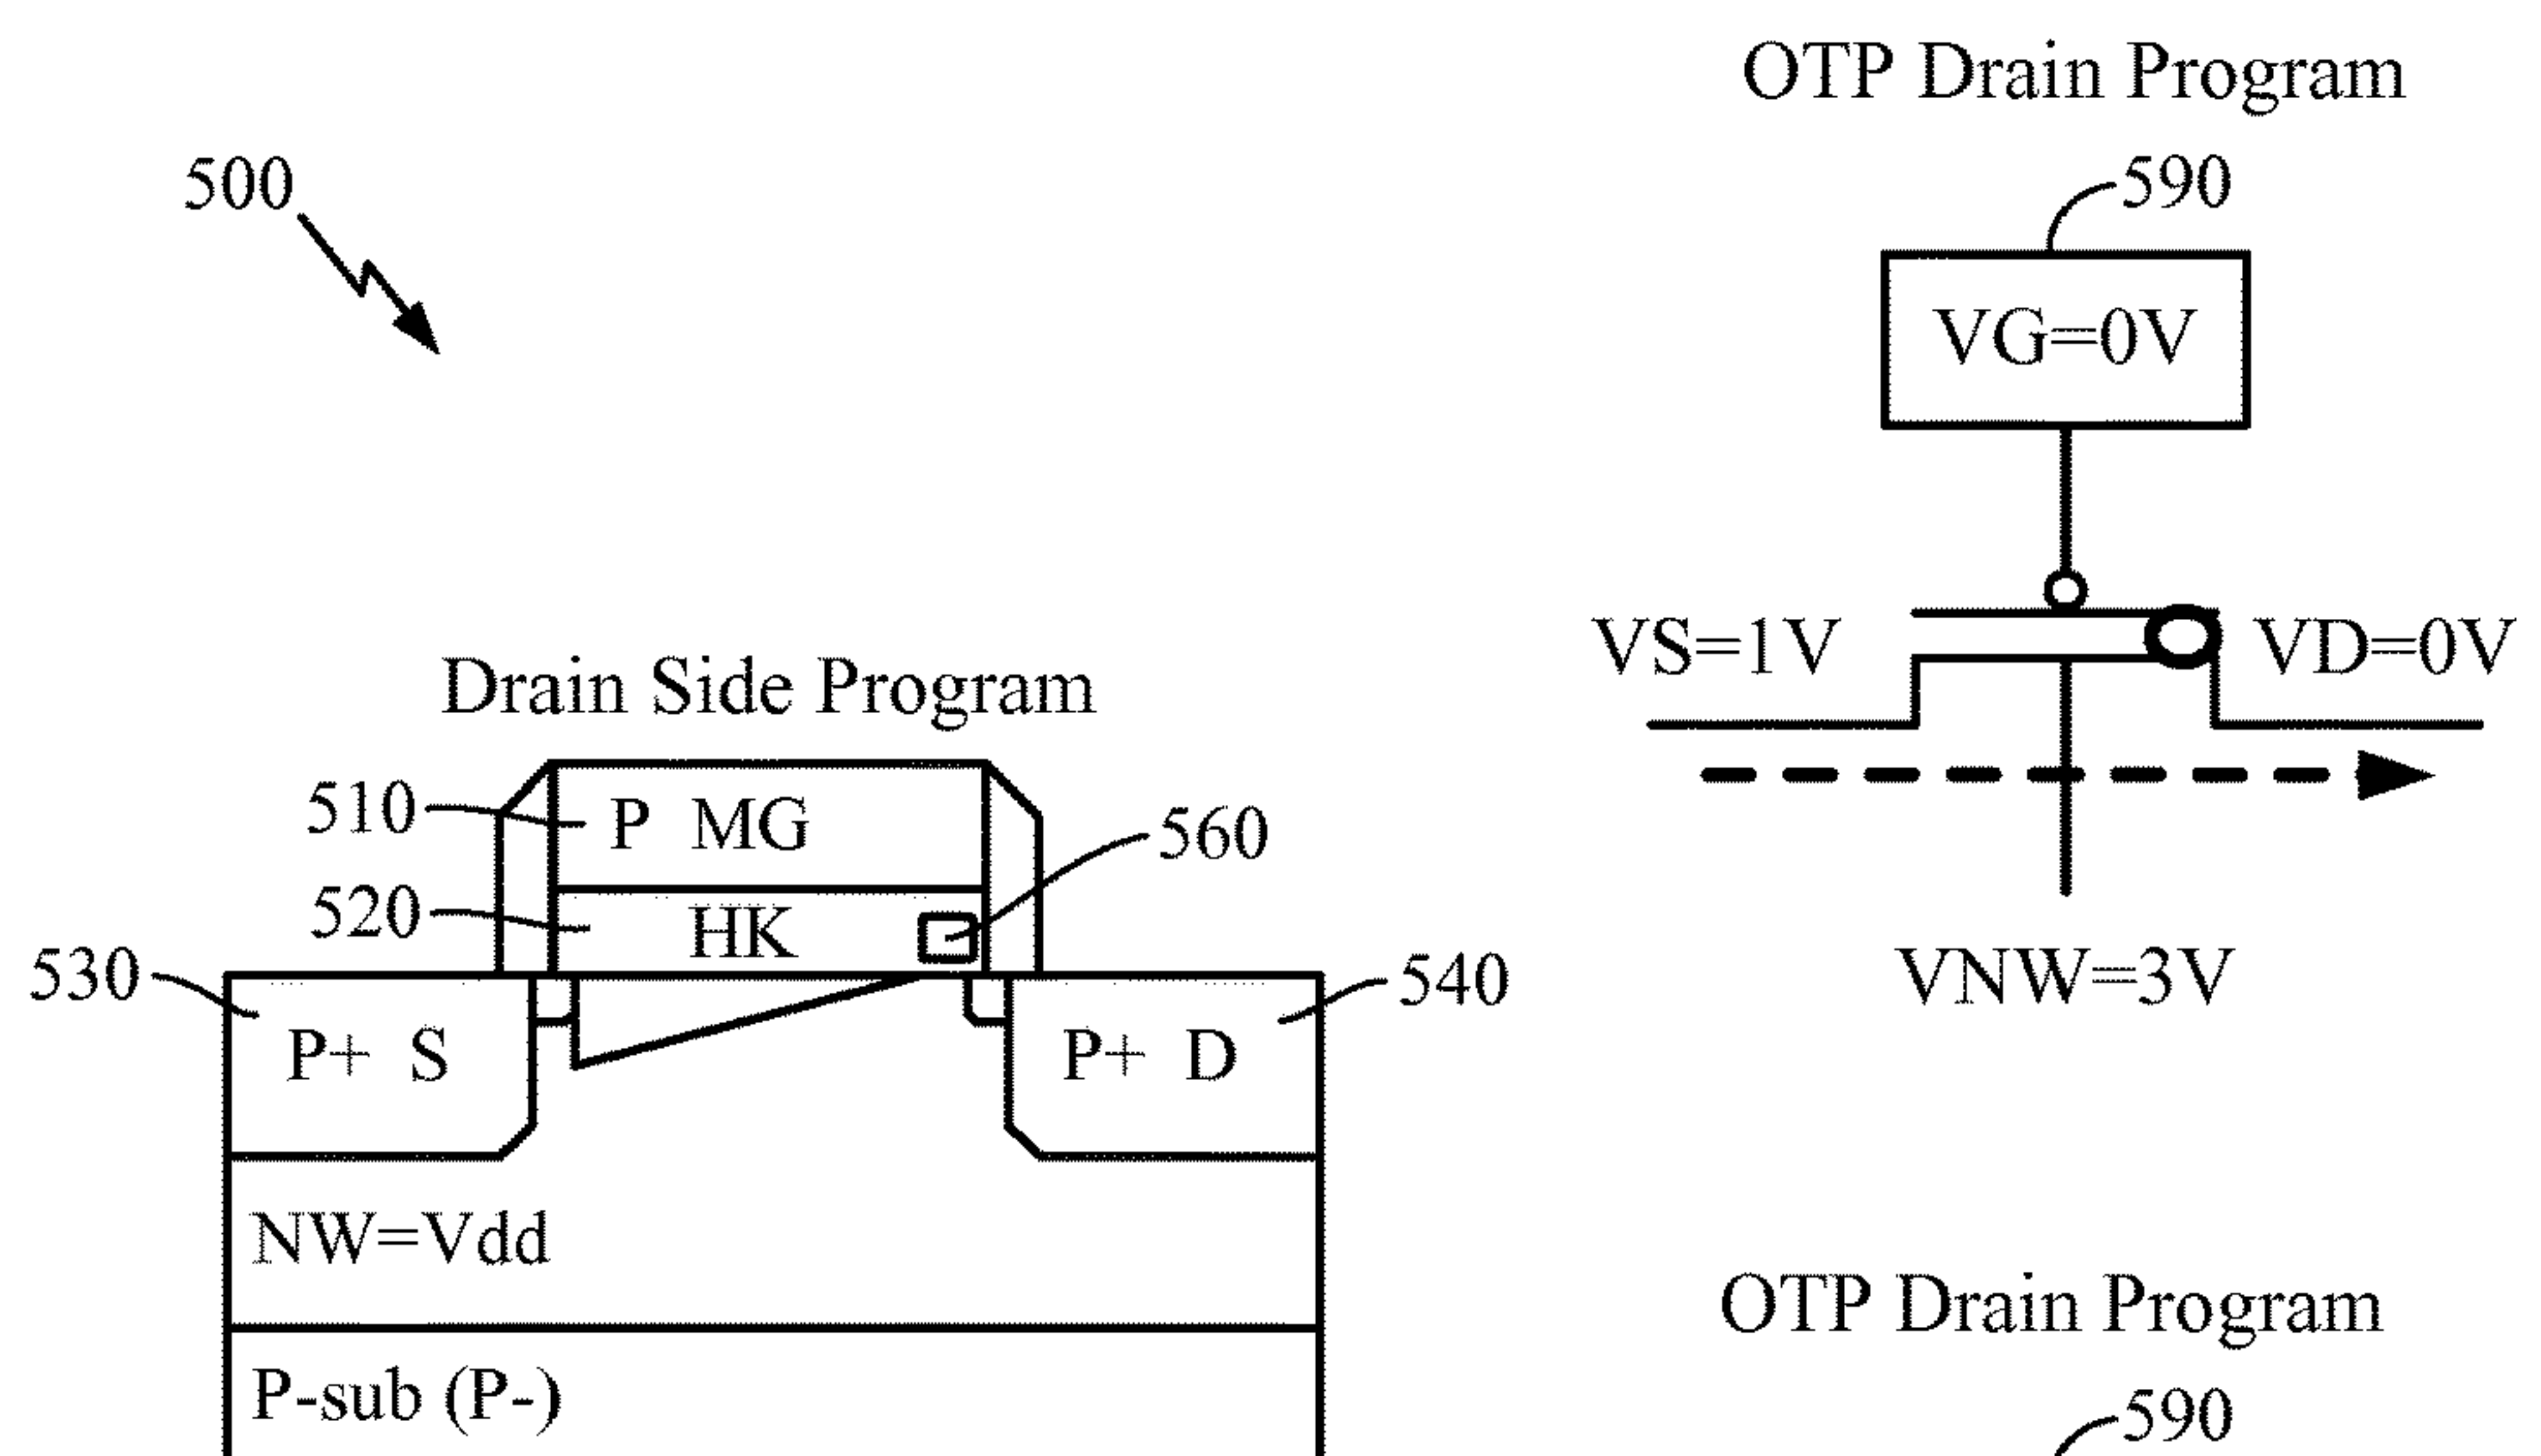 OTP Drain Program
590
500
VG=0V
VS=1V
VD=0V
Drain Side Program
510
P MG
560
520
HK
530
540
VNW=3V
P+ S
P+ D
NW=Vdd
OTP Drain Program
P-sub (P-)
590